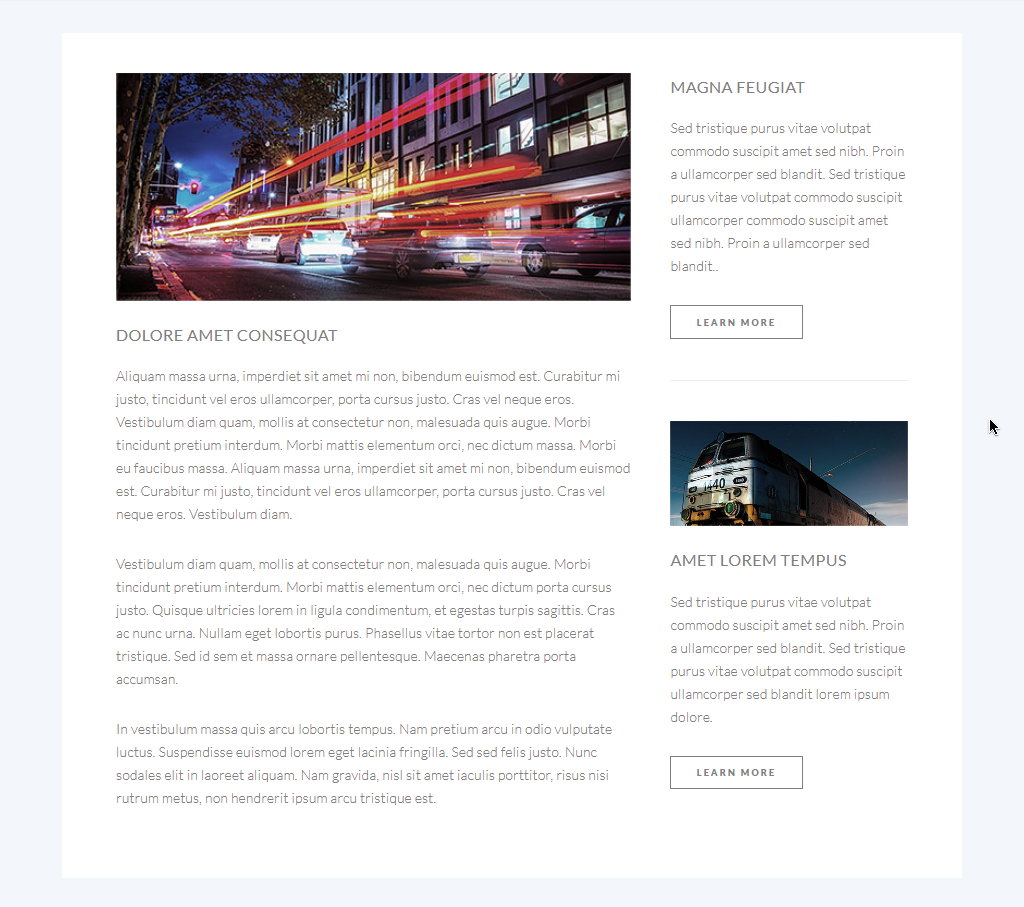 DOLORE AMET CONSEQUAT
Aliquam massa urna, imperdiet sit amet mi non, bibendum euismod est. Curabitur mi
justo, tincidunt vel eros ullamcorper, porta cursus justo. Cras vel neque eros.
Vestibulum diam quam, mollis at consectetur non, malesuada quis augue. Morbi
tincidunt pretium interdum. Morbi mattis elementum orci, nec dictum massa. Morbi
eu faucibus massa. Aliquam massa urna, imperdiet sit amet mi non, bibendum euismod
est. Curabitur mi justo, tincidunt vel eros ullamcorper, porta cursus justo. Cras vel
neque eros. Vestibulum diam.
Vestibulum diam quam, mollis at consectetur non, malesuada quis augue. Morbi
tincidunt pretium interdum. Morbi mattis elementum orci, nec dictum porta cursus
justo. Quisque ultricies lorem in ligula condimentum, et egestas turpis sagittis. Cras
ac nunc urna. Nullam eget lobortis purus. Phasellus vitae tortor non est placerat
tristique. Sed id sem et massa ornare pellentesque. Maecenas pharetra porta
accumsan.
In vestibulum massa quis arcu lobortis tempus. Nam pretium arcu in odio vulputate
luctus. Suspendisse euismod lorem eget lacinia fringilla. Sed sed felis justo. Nunc
sodales elit in laoreet aliquam. Nam gravida, nisl sit amet iaculis porttitor, risus nisi
rutrum metus, non hendrerit ipsum arcu tristique est.
MAGNA FEUGIAT
Sed tristique purus vitae volutpat
commodo suscipit amet sed nibh. Proin
a ullamcorper sed blandit. Sed tristique
purus vitae volutpat commodo suscipit
ullamcorper commodo suscipit amet
sed nibh. Proin a ullamcorper sed
blandit..
LEARN MORE
1440
AMET LOREM TEMPUS
Sed tristique purus vitae volutpat
commodo suscipit amet sed nibh. Proin
a ullamcorper sed blandit. Sed tristique
purus vitae volutpat commodo suscipit
ullamcorper sed blandit lorem ipsum
dolore.
LEARN MORE